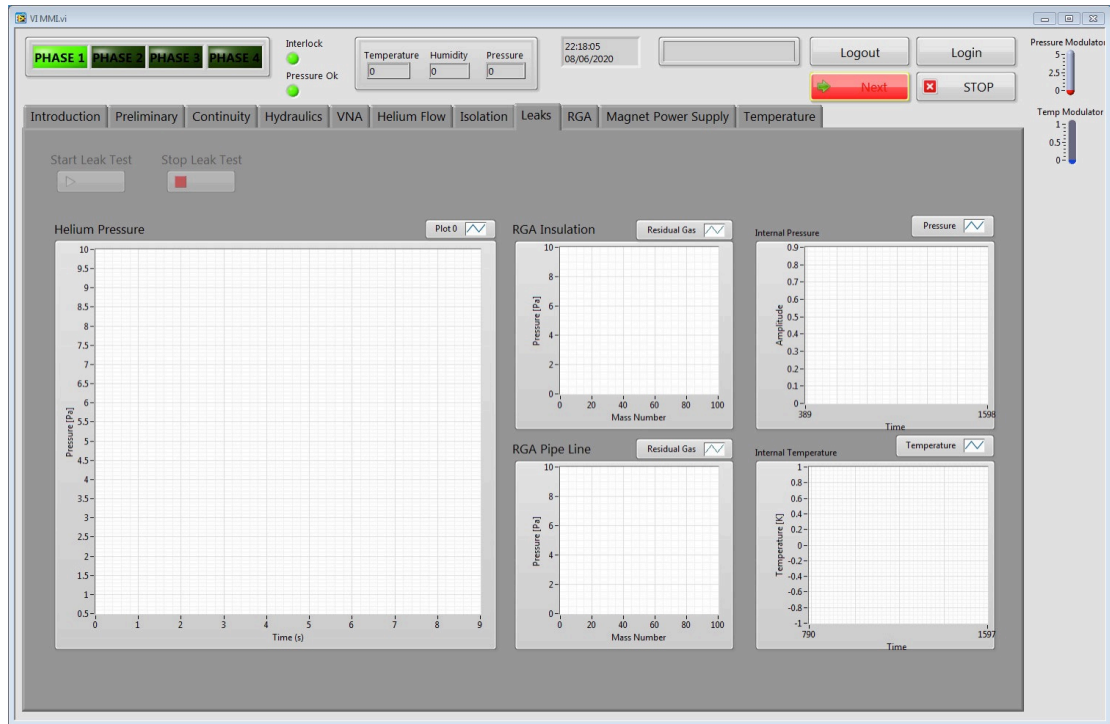 VI MMI.vi
PHASE 1 PHASE 2 PHASE 3 PHASE 4
Interlock
Pressure Ok
Temperature Humidity Pressure
0 0 0
22:18:05
08/06/2020
Logout Login
Next STOP
Pressure Modulator
5
2.5
0
Temp Modulator
1
0.5
0
Introduction Preliminary Continuity Hydraulics VNA Helium Flow Isolation Leaks RGA Magnet Power Supply Temperature
Start Leak Test Stop Leak Test
Helium Pressure Plot 0
Pressure [Pa]
10
9.5
9
8.5
8
7.5
7
6.5
6
5.5
5
4.5
4
3.5
3
2.5
2
1.5
1
0.5
0 1 2 3 4 5 6 7 8 9
Time (s)
RGA Insulation Residual Gas
Pressure [Pa]
10
8
6
4
2
0
0 20 40 60 80 100
Mass Number
Internal Pressure Pressure
Amplitude
0.9
0.8
0.7
0.6
0.5
0.4
0.3
0.2
0.1
0
389 1598
Time
RGA Pipe Line Residual Gas
Pressure [Pa]
10
8
6
4
2
0
0 20 40 60 80 100
Mass Number
Internal Temperature Temperature
Temperature [K]
1
0.8
0.6
0.4
0.2
0
-0.2
-0.4
-0.6
-0.8
-1
790 1597
Time